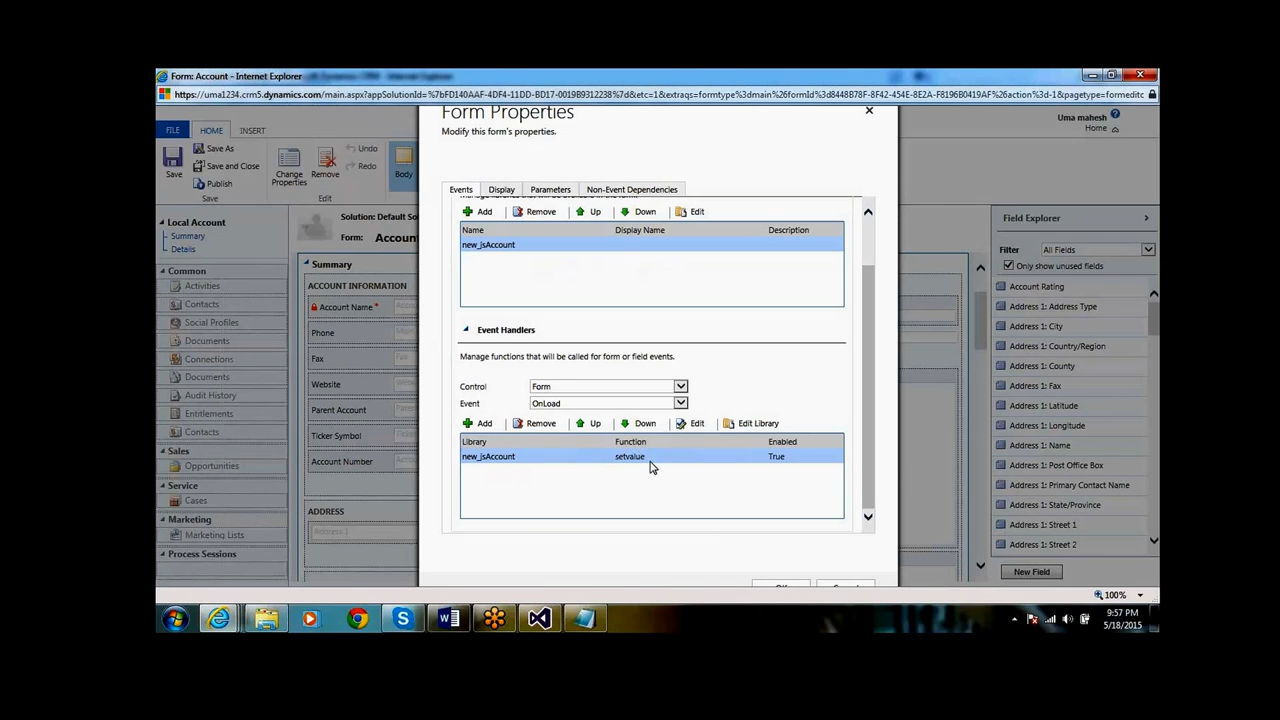 Form: Account - Internet Explorer
https://uma1234.crm5.dynamics.com/main.aspx?appSolutionId=%7bFD140AAF-4DF4-11DD-BD17-0019B9312238%7d&etc=1&extraqs=formtype%3dmain%26formId%3d8448B78F-8F42-454E-8E2A-F8196B0419AF%26action%3d-1&pagetype=formeditc
FILE HOME INSERT
Uma mahesh
Home
Save
Save As
Save and Close
Publish
Save
Change Properties
Remove
Edit
Undo
Redo
Body
Form Properties
Modify this form's properties.
Events Display Parameters Non-Event Dependencies
Add Remove Up Down Edit
Name Display Name Description
new_jsAccount
Event Handlers
Manage functions that will be called for form or field events.
Control Form
Event OnLoad
Add Remove Up Down Edit Edit Library
Library Function Enabled
new_jsAccount setvalue True
Local Account
Summary
Details
Common
Activities
Contacts
Social Profiles
Documents
Connections
Documents
Audit History
Entitlements
Contacts
Sales
Opportunities
Service
Cases
Marketing
Marketing Lists
Process Sessions
Solution: Default So
Form: Accoun
Summary
ACCOUNT INFORMATION
Account Name *
Phone
Fax
Website
Parent Account
Ticker Symbol
Account Number
ADDRESS
Address 1
Field Explorer
Filter All Fields
Only show unused fields
Account Rating
Address 1: Address Type
Address 1: City
Address 1: Country/Region
Address 1: County
Address 1: Fax
Address 1: Latitude
Address 1: Longitude
Address 1: Name
Address 1: Post Office Box
Address 1: Primary Contact Name
Address 1: State/Province
Address 1: Street 1
Address 1: Street 2
New Field
100%
9:57 PM
5/18/2015